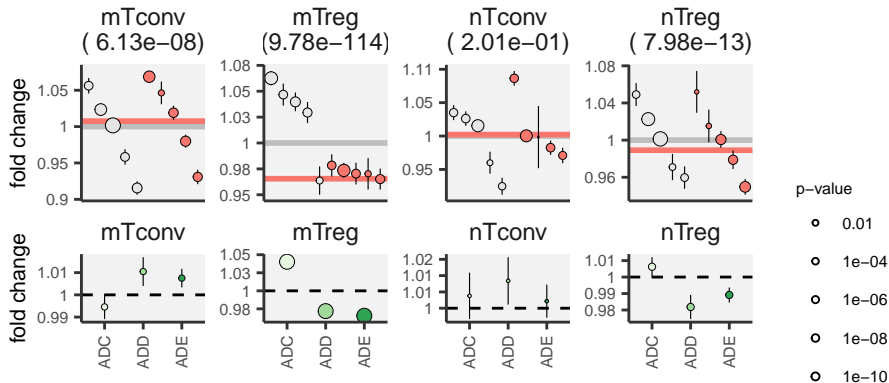 mTconv
( 6.13e−08)
mTreg
(9.78e−114)
nTconv
( 2.01e−01)
nTreg
( 7.98e−13)
fold change
1.05
1
0.95
0.9
1.08
1.05
1.03
1
0.98
0.95
1.11
1.05
1
0.95
1.08
1.04
1
0.96
mTconv
mTreg
nTconv
nTreg
fold change
1.01
1
0.99
1.05
1.03
1
0.98
1.02
1.01
1.01
1
1.01
1
0.99
0.98
ADC
ADD
ADE
ADC
ADD
ADE
ADC
ADD
ADE
ADC
ADD
ADE
p−value
0.01
1e−04
1e−06
1e−08
1e−10